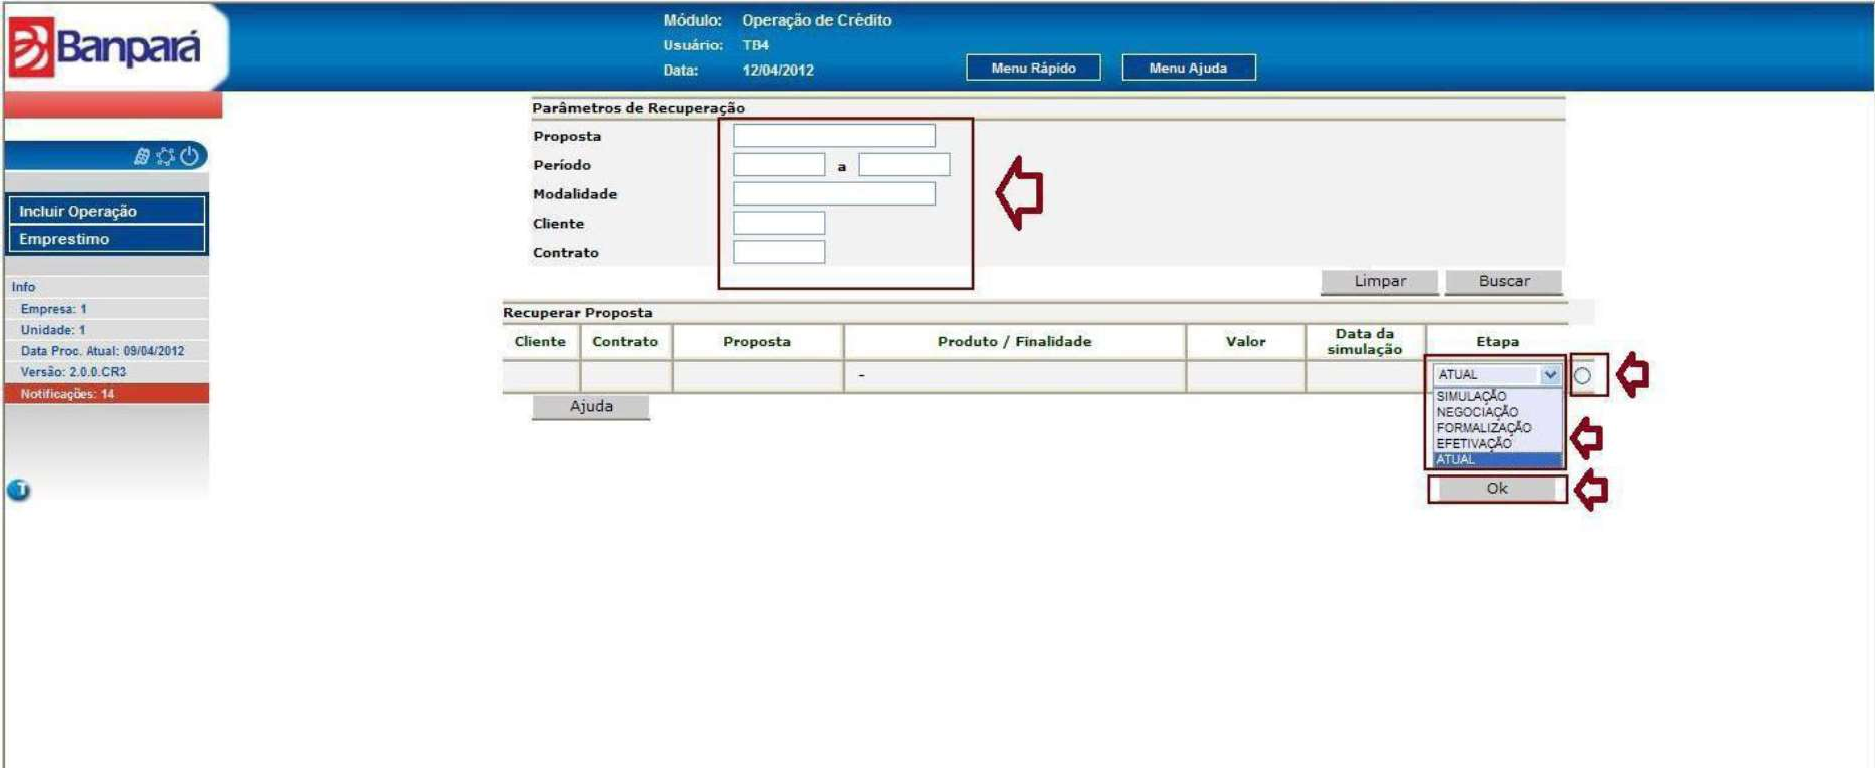 Banpará
Módulo: Operação de Crédito
Usuário: TB4
Data: 12/04/2012
Menu Rápido
Menu Ajuda
Incluir Operação
Emprestimo
Info
Empresa: 1
Unidade: 1
Data Proc. Atual: 09/04/2012
Versão: 2.0.0.CR3
Notificações: 14
Parâmetros de Recuperação
Proposta
Período a
Modalidade
Cliente
Contrato
Limpar Buscar
Recuperar Proposta
Cliente Contrato Proposta Produto / Finalidade Valor Data da simulação Etapa
- ATUAL
SIMULAÇÃO
NEGOCIAÇÃO
FORMALIZAÇÃO
EFETIVAÇÃO
ATUAL
Ajuda
Ok